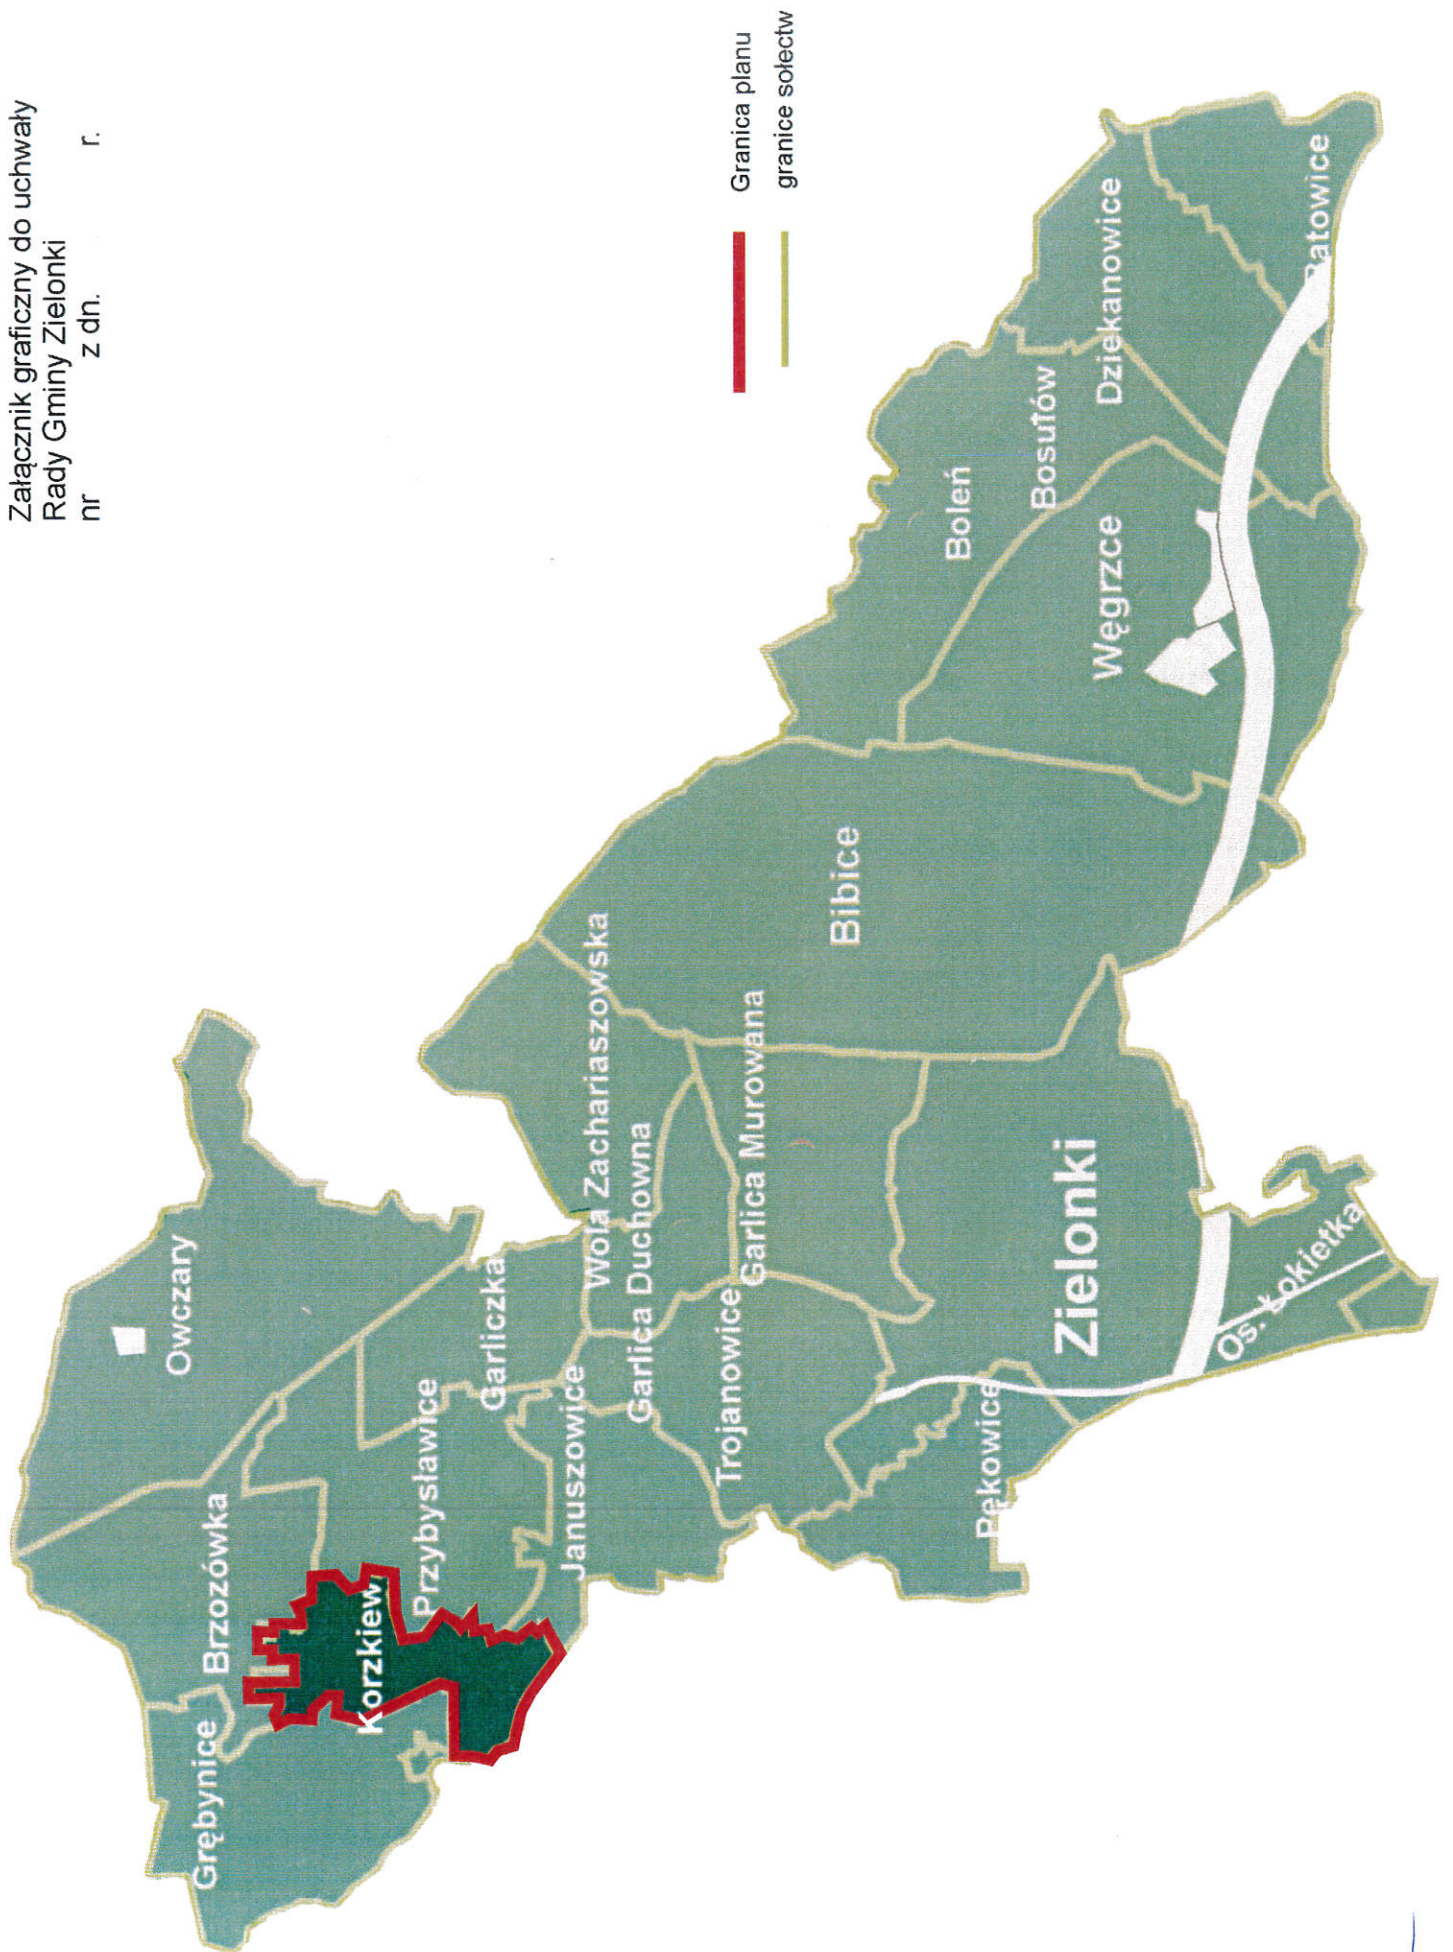 Załącznik graficzny do uchwały
Rady Gminy Zielonki
nr z dn. r.
Granica planu
granice sołectw
Owczary
Brzozówka
Grębynice
Korzkiew
Przybysławice
Garliczka
Januszowice
Wola Zachariaszowska
Garlica Duchowna
Garlica Murowana
Trojanowice
Pękowice
Zielonki
Os. Łokietka
Bibice
Boleń
Bosutów
Dziekanowice
Węgrzce
Batowice